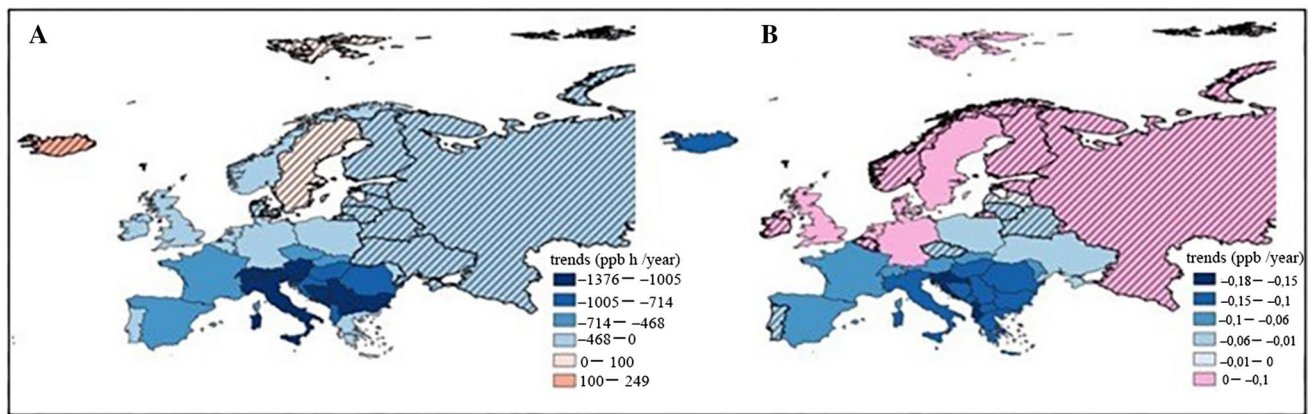 A
B
trends (ppb h /year)
−1376 — −1005
−1005 — −714
−714 — −468
−468 — 0
0 — 100
100 — 249
trends (ppb /year)
−0,18 — −0,15
−0,15 — −0,1
−0,1 — −0,06
−0,06 — −0,01
−0,01 — 0
0 — −0,1